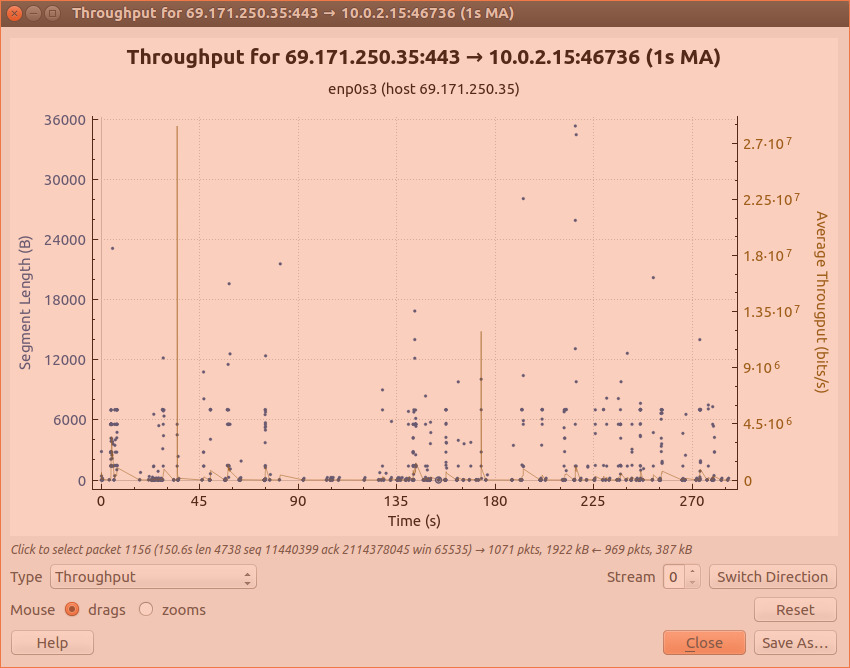 Throughput for 69.171.250.35:443 → 10.0.2.15:46736 (1s MA)
Throughput for 69.171.250.35:443 → 10.0.2.15:46736 (1s MA)
enp0s3 (host 69.171.250.35)
Segment Length (B)
36000
30000
24000
18000
12000
6000
0
2.7·10⁷
2.25·10⁷
1.8·10⁷
1.35·10⁷
9·10⁶
4.5·10⁶
0
Average Througput (bits/s)
0 45 90 135 180 225 270
Time (s)
Click to select packet 1156 (150.6s len 4738 seq 11440399 ack 2114378045 win 65535) → 1071 pkts, 1922 kB ← 969 pkts, 387 kB
Type Throughput Stream 0 Switch Direction
Mouse drags zooms Reset
Help Close Save As...